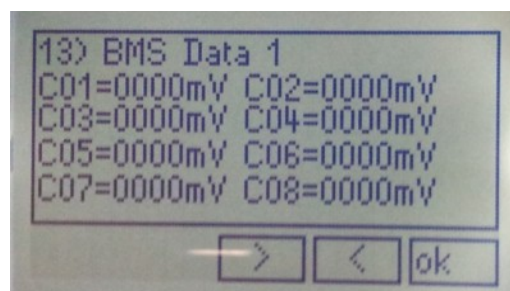 13) BMS Data 1
C01=0000mV C02=0000mV
C03=0000mV C04=0000mV
C05=0000mV C06=0000mV
C07=0000mV C08=0000mV
> < ok